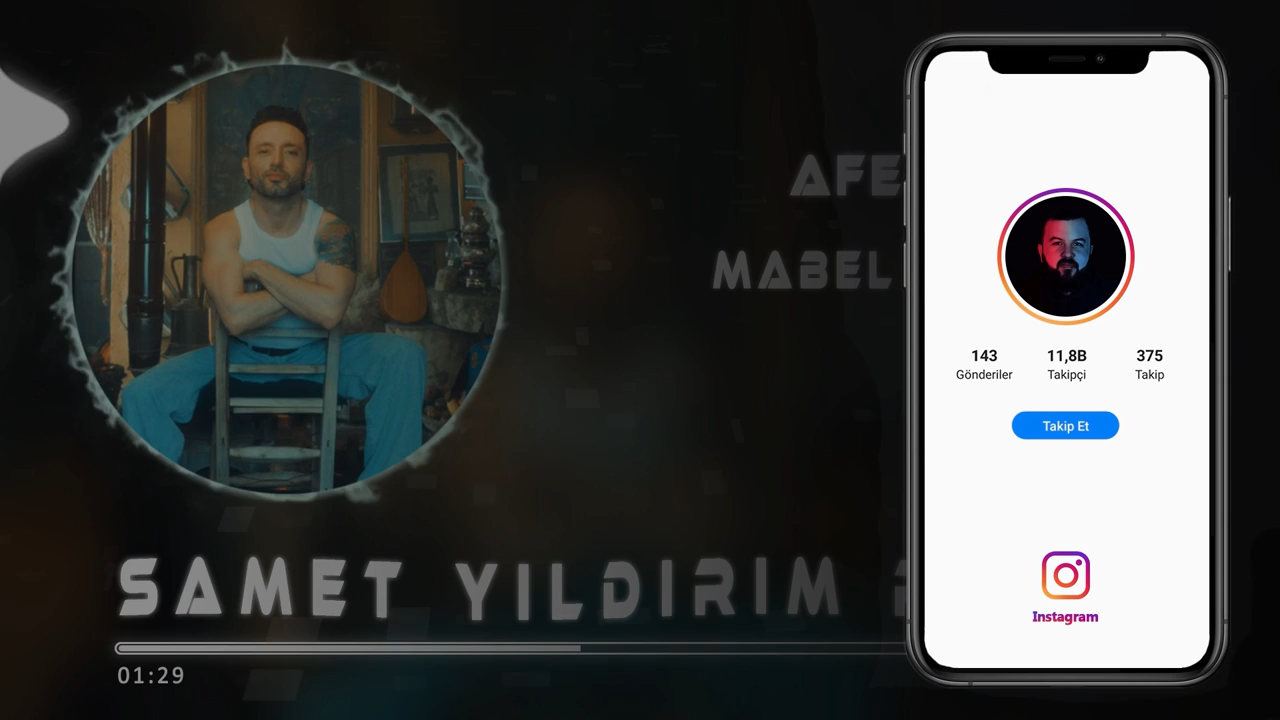 AFE
MABEL
143 11,8B 375
Gönderiler Takipçi Takip
Takip Et
SAMET YILDIRIM
Instagram
01:29